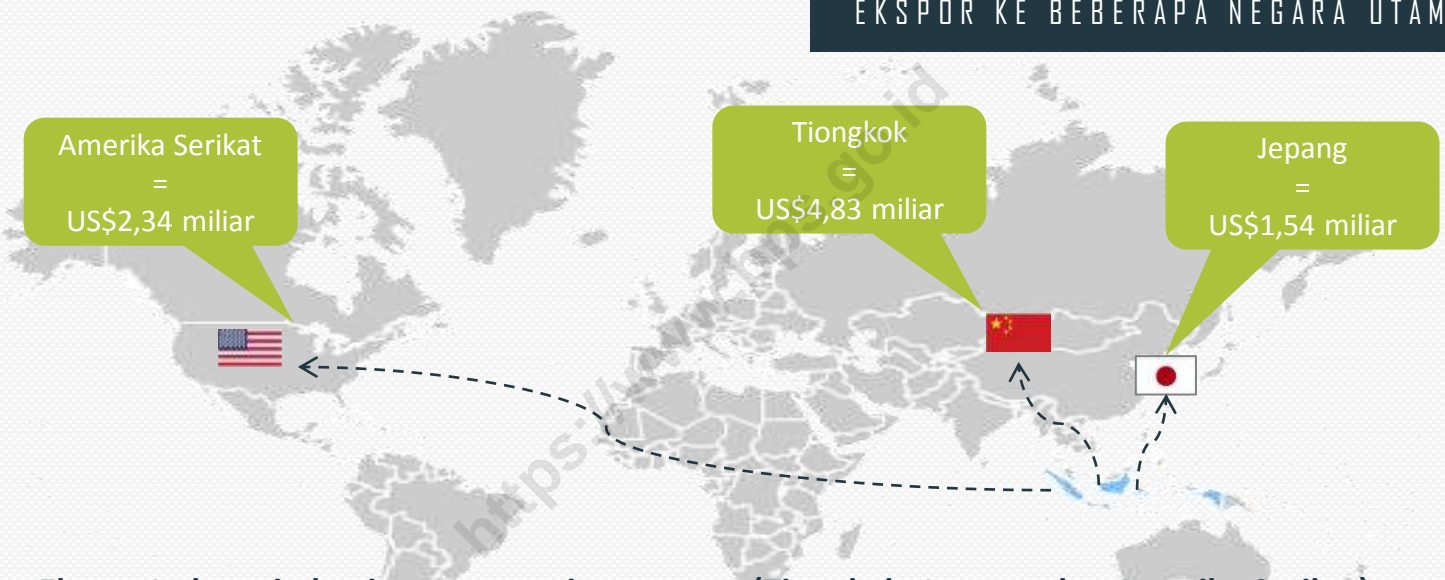 EKSPOR KE BEBERAPA NEGARA UTAM
Amerika Serikat
=
US$2,34 miliar
Tiongkok
=
US$4,83 miliar
Jepang
=
US$1,54 miliar
https://www.bps.go.id